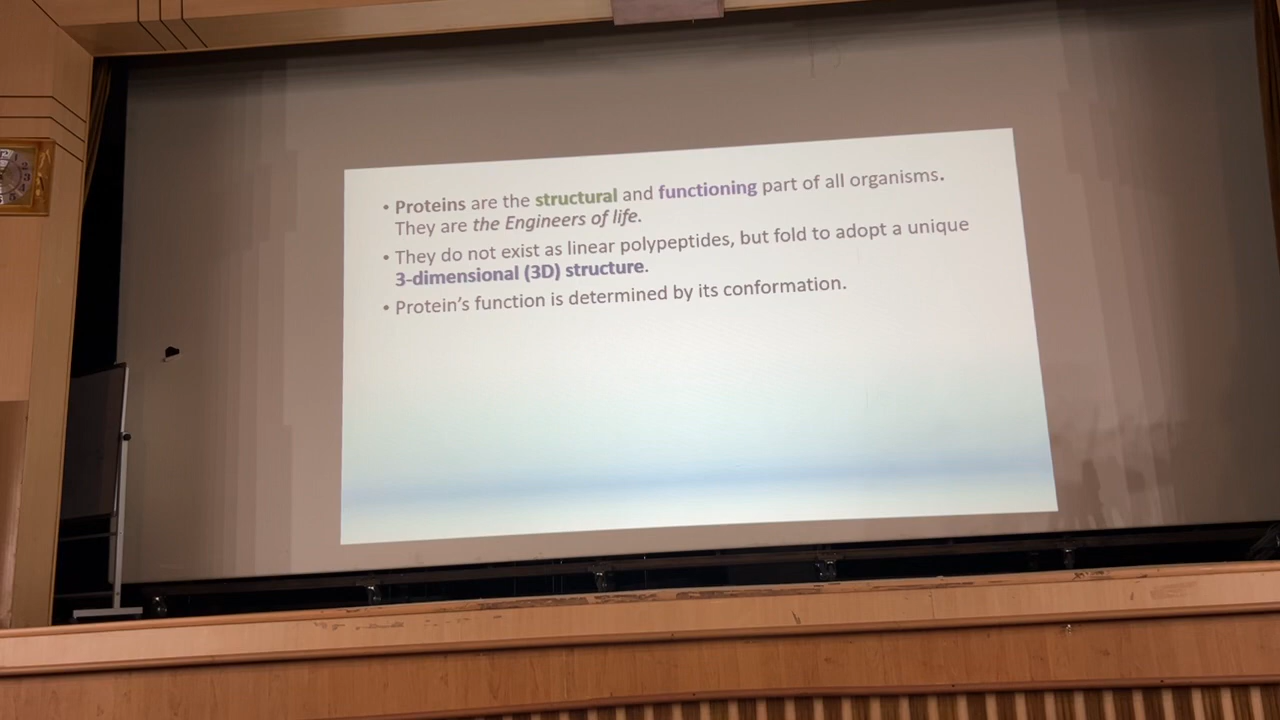 • Proteins are the structural and functioning part of all organisms.
They are the Engineers of life.
• They do not exist as linear polypeptides, but fold to adopt a unique
3-dimensional (3D) structure.
• Protein's function is determined by its conformation.